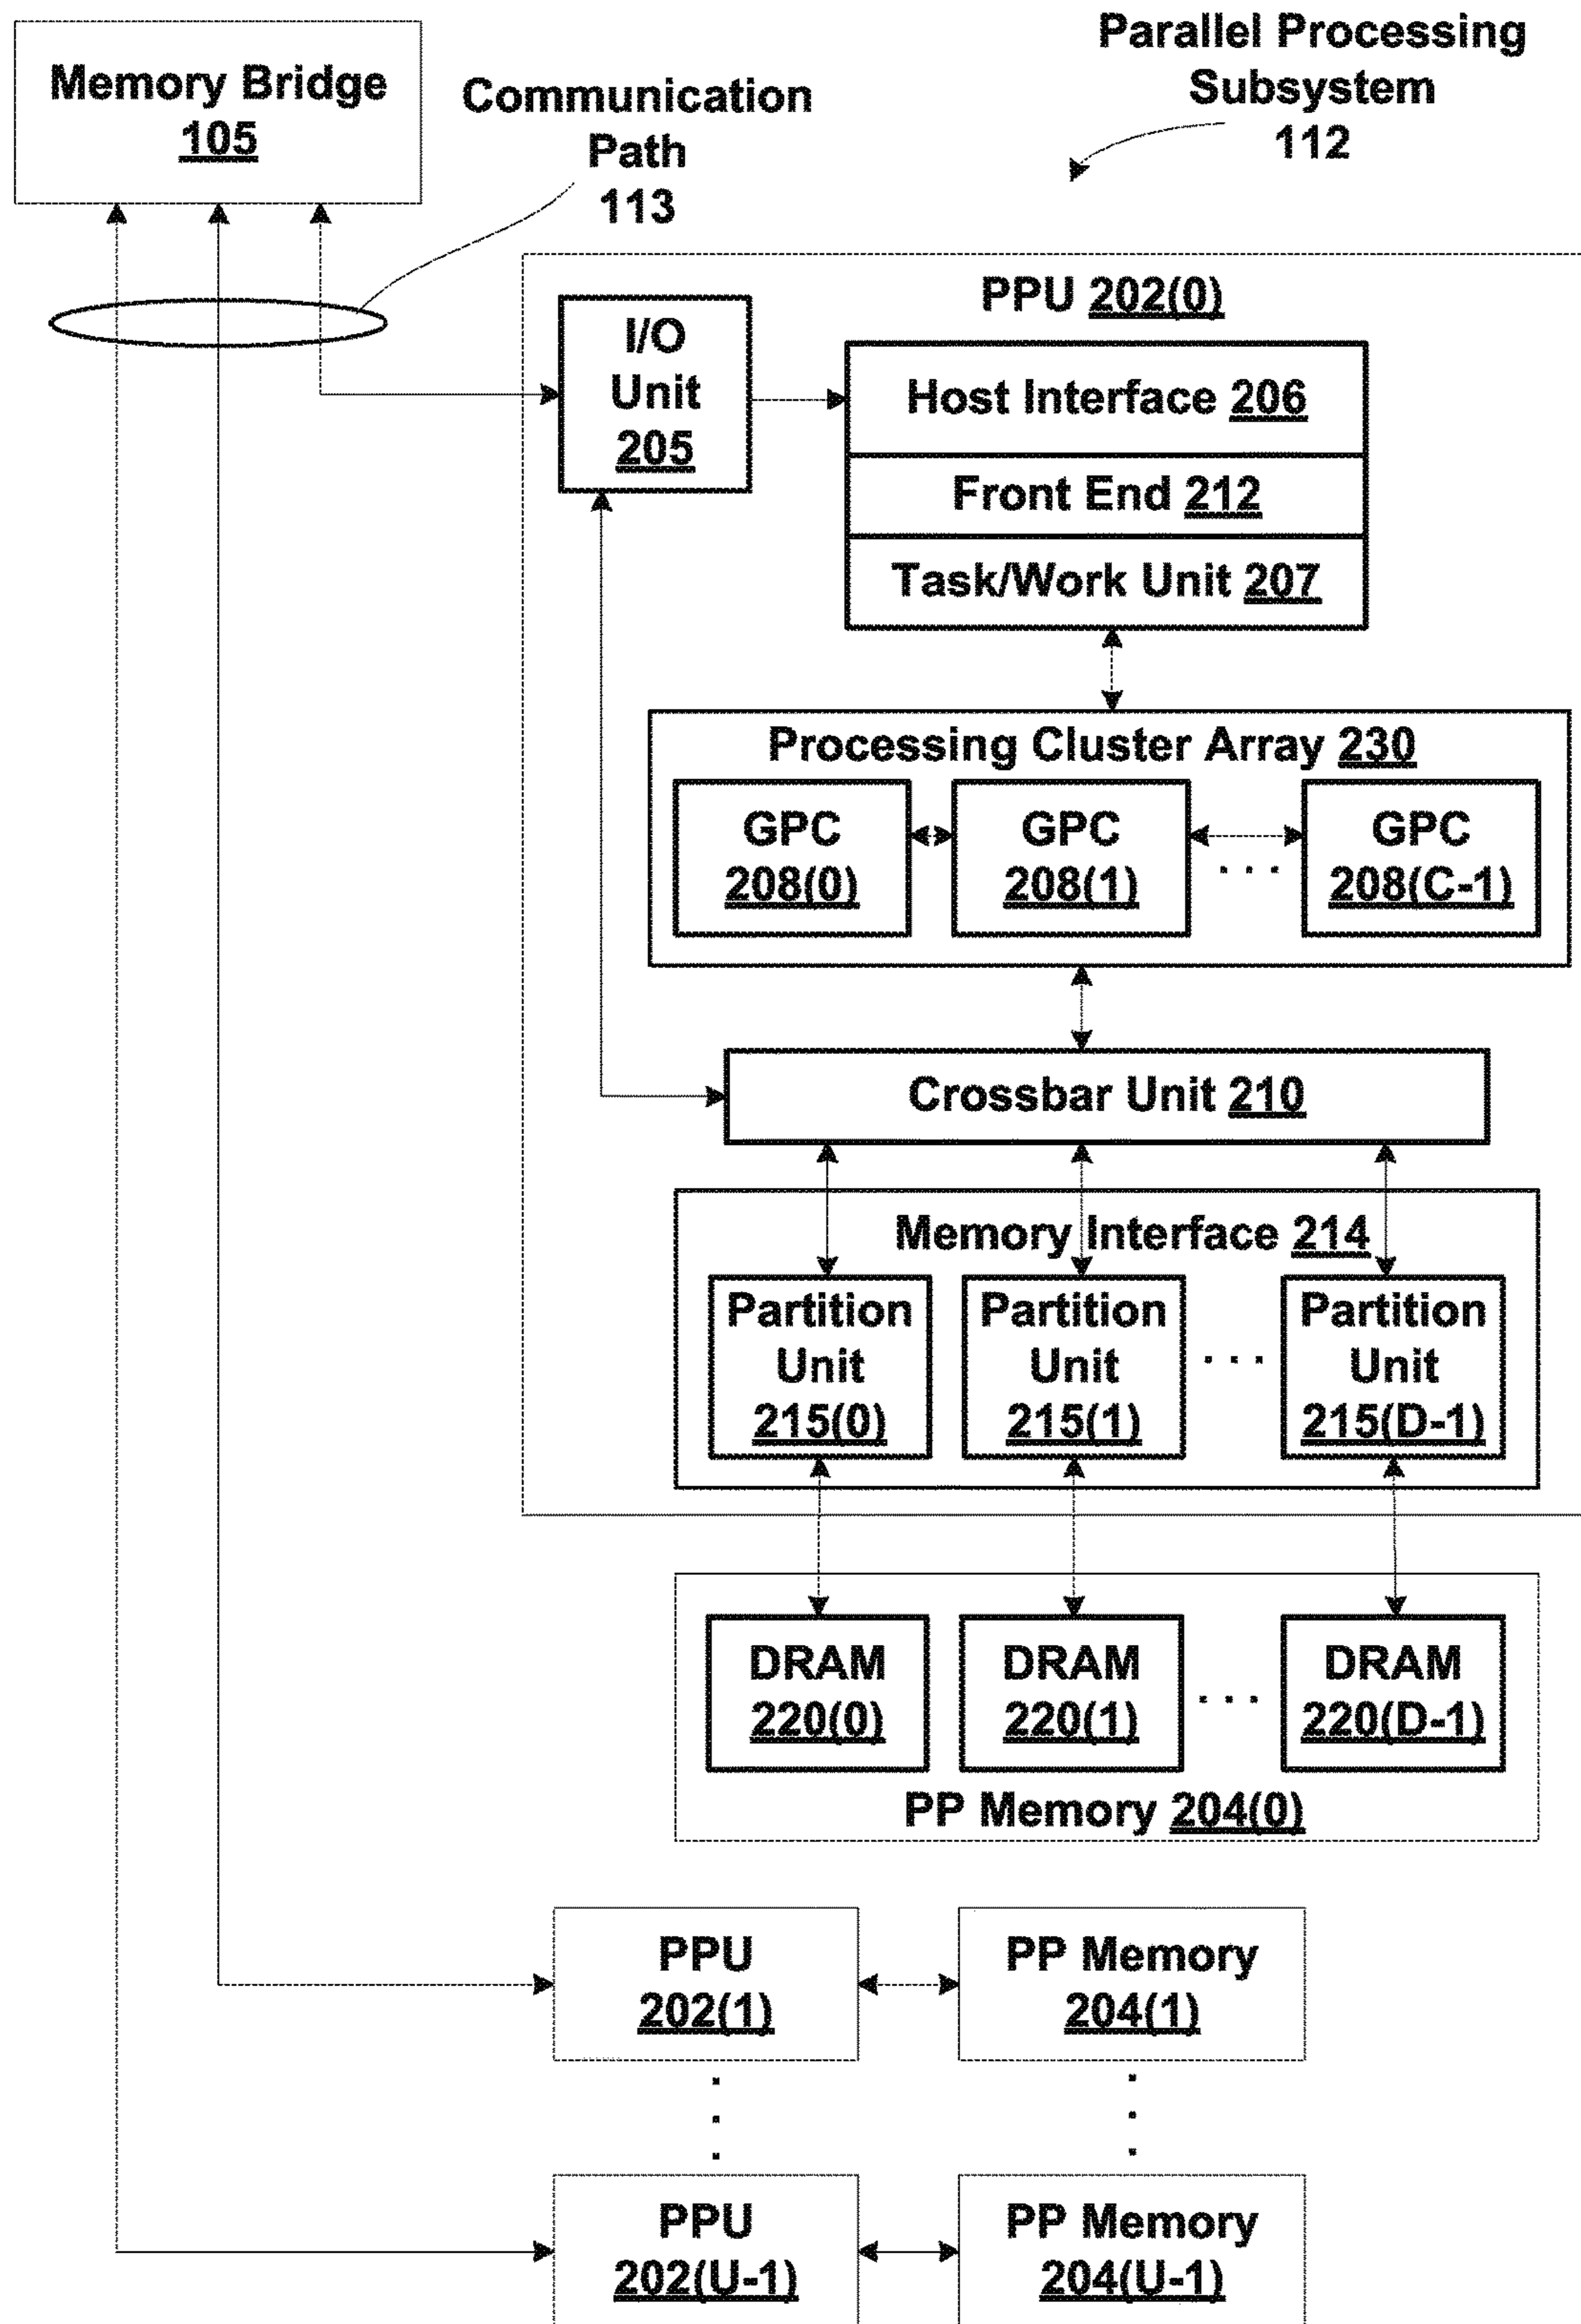 Memory Bridge
105
Communication
Path
113
Parallel Processing
Subsystem
112
PPU 202(0)
I/O
Unit
205
Host Interface 206
Front End 212
Task/Work Unit 207
Processing Cluster Array 230
GPC
208(0)
GPC
208(1)
. . .
GPC
208(C-1)
Crossbar Unit 210
Memory Interface 214
Partition
Unit
215(0)
Partition
Unit
215(1)
. . .
Partition
Unit
215(D-1)
DRAM
220(0)
DRAM
220(1)
. . .
DRAM
220(D-1)
PP Memory 204(0)
PPU
202(1)
PP Memory
204(1)
PPU
202(U-1)
PP Memory
204(U-1)